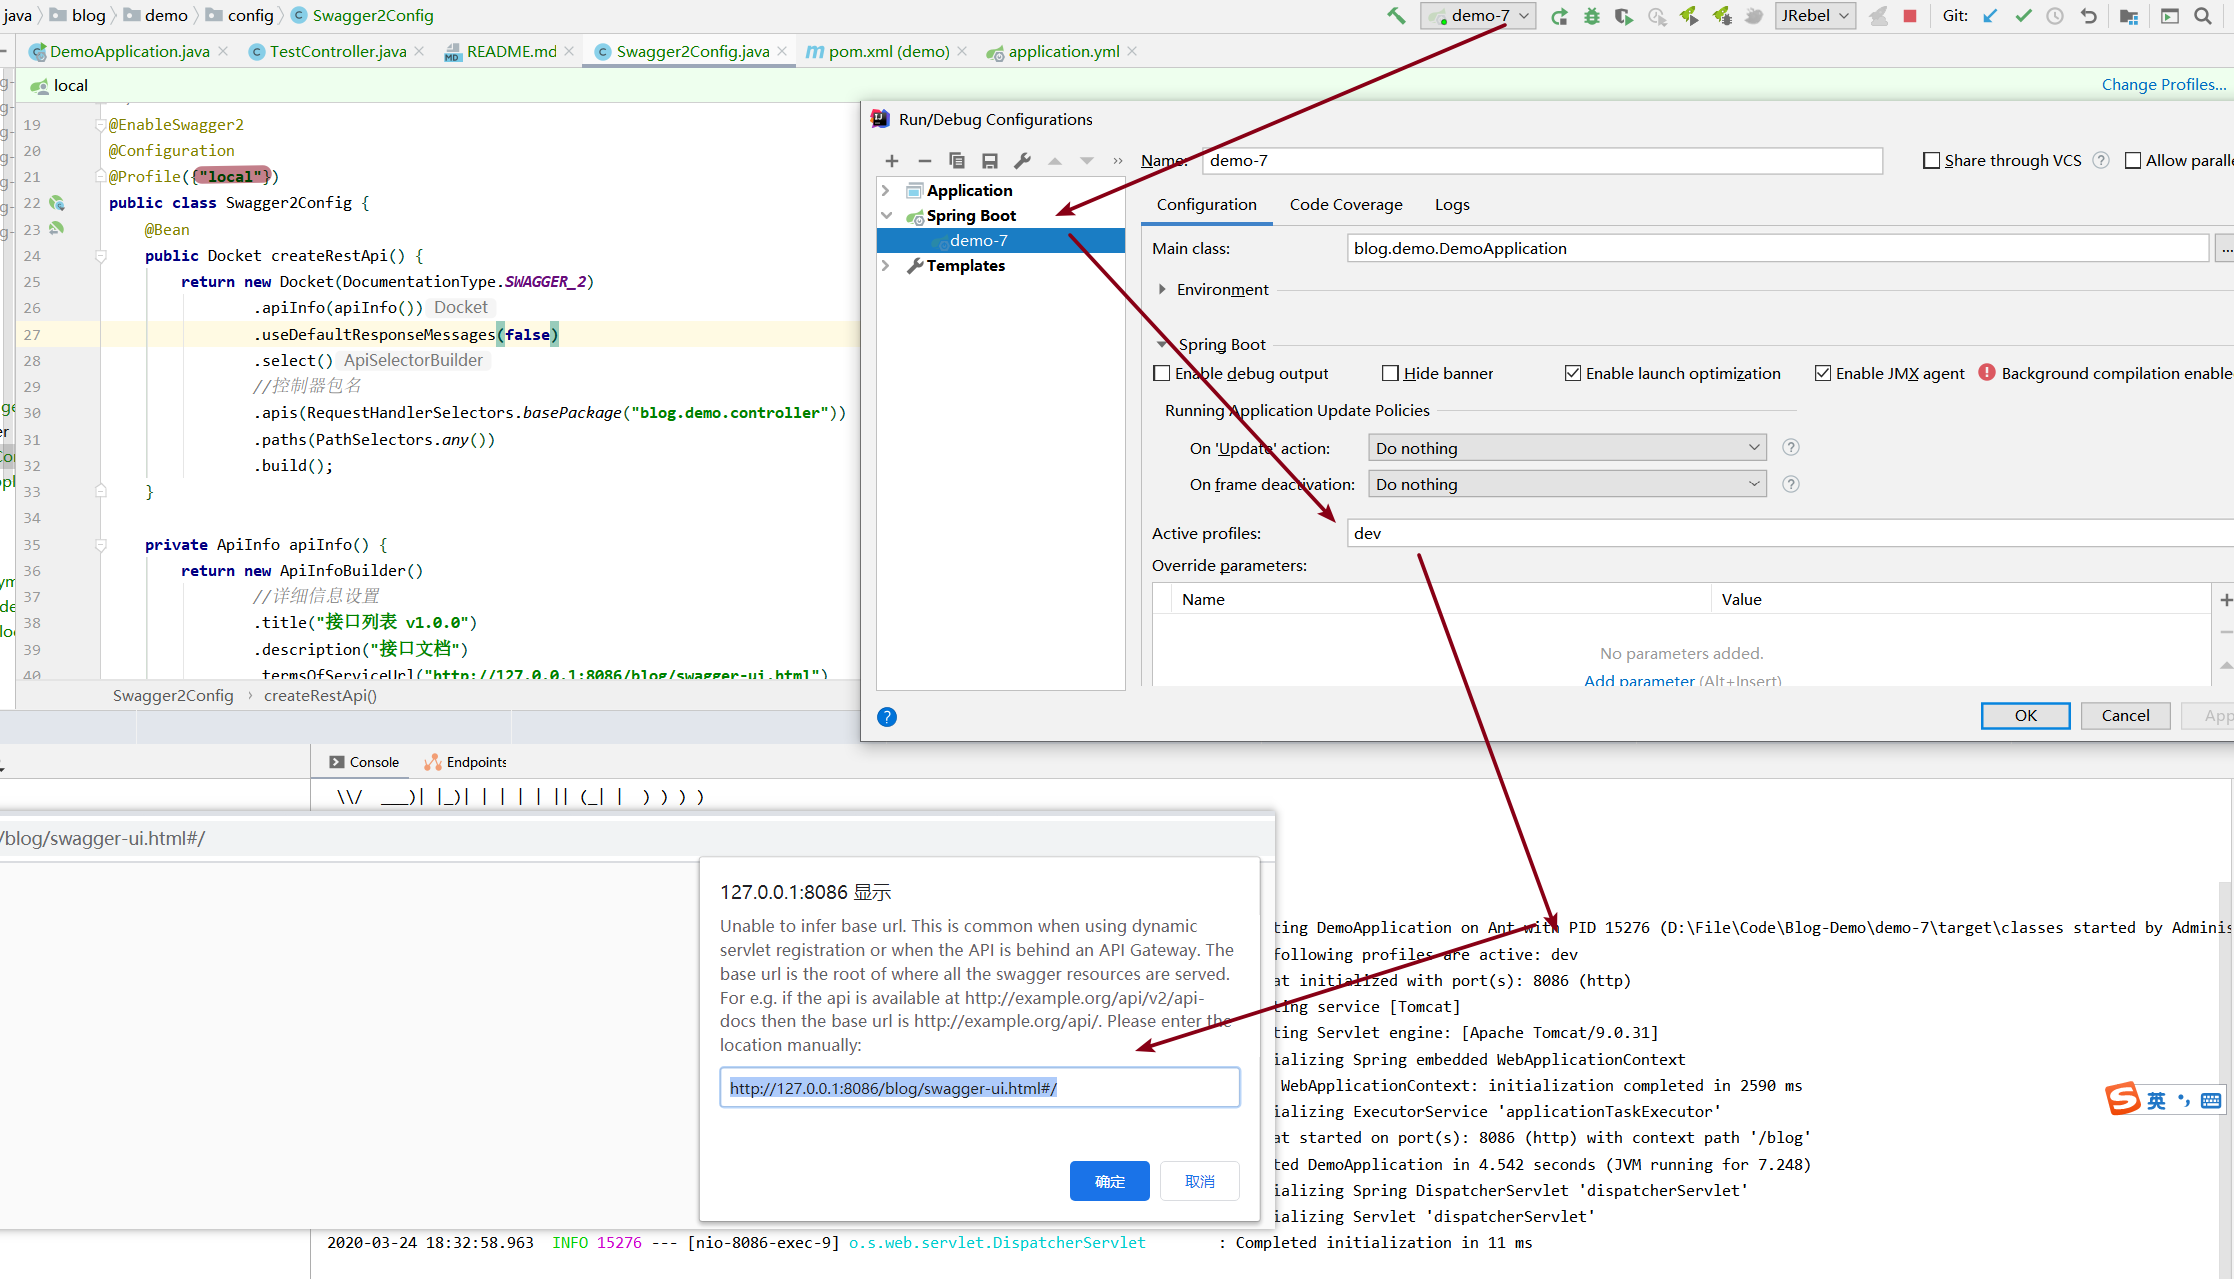 java blog demo config Swagger2Config
demo-7 JRebel Git:
DemoApplication.java TestController.java README.md Swagger2Config.java pom.xml (demo) application.yml
local Change Profiles...
19 @EnableSwagger2
20 @Configuration
21 @Profile({"local"})
22 public class Swagger2Config {
23 @Bean
24 public Docket createRestApi() {
25 return new Docket(DocumentationType.SWAGGER_2)
26 .apiInfo(apiInfo()) Docket
27 .useDefaultResponseMessages(false)
28 .select() ApiSelectorBuilder
29 //控制器包名
30 .apis(RequestHandlerSelectors.basePackage("blog.demo.controller"))
31 .paths(PathSelectors.any())
32 .build();
33 }
34
35 private ApiInfo apiInfo() {
36 return new ApiInfoBuilder()
37 //详细信息设置
38 .title("接口列表 v1.0.0")
39 .description("接口文档")
40 termsOfServiceUrl("http://127.0.0.1:8086/blog/swagger-ui.html")
Swagger2Config createRestApi()
Run/Debug Configurations
Name: demo-7 Share through VCS Allow paralle
Application
Spring Boot
demo-7
Templates
Configuration Code Coverage Logs
Main class: blog.demo.DemoApplication ...
Environment
Spring Boot
Enable debug output Hide banner Enable launch optimization Enable JMX agent Background compilation enable
Running Application Update Policies
On 'Update' action: Do nothing
On frame deactivation: Do nothing
Active profiles: dev
Override parameters:
Name Value
No parameters added.
Add parameter (Alt+Insert)
OK Cancel App
Console Endpoints
\\/ ___)| |_)| | | | | || (_| | ) ) ) )
/blog/swagger-ui.html#/
127.0.0.1:8086 显示
Unable to infer base url. This is common when using dynamic
servlet registration or when the API is behind an API Gateway. The
base url is the root of where all the swagger resources are served.
For e.g. if the api is available at http://example.org/api/v2/api-
docs then the base url is http://example.org/api/. Please enter the
location manually:
http://127.0.0.1:8086/blog/swagger-ui.html#/
确定 取消
ting DemoApplication on Ant with PID 15276 (D:\File\Code\Blog-Demo\demo-7\target\classes started by Adminis
following profiles are active: dev
at initialized with port(s): 8086 (http)
ting service [Tomcat]
ting Servlet engine: [Apache Tomcat/9.0.31]
ializing Spring embedded WebApplicationContext
WebApplicationContext: initialization completed in 2590 ms
ializing ExecutorService 'applicationTaskExecutor'
at started on port(s): 8086 (http) with context path '/blog'
ted DemoApplication in 4.542 seconds (JVM running for 7.248)
ializing Spring DispatcherServlet 'dispatcherServlet'
ializing Servlet 'dispatcherServlet'
2020-03-24 18:32:58.963 INFO 15276 --- [nio-8086-exec-9] o.s.web.servlet.DispatcherServlet : Completed initialization in 11 ms
英